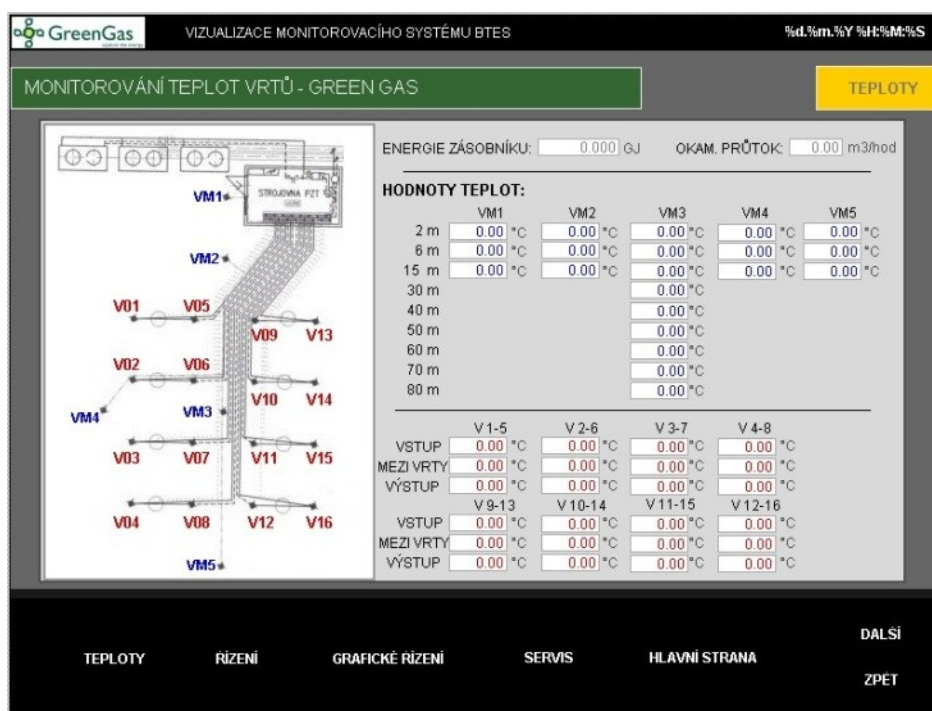 GreenGas VIZUALIZACE MONITOROVACÍHO SYSTÉMU BTES %d.%m.%Y %H:%M:%S
MONITOROVÁNÍ TEPLOT VRTŮ - GREEN GAS TEPLOTY
STROJOVNA PZT
VM1
VM2
V01 V05
V09 V13
V02 V06
V10 V14
VM4 VM3
V03 V07 V11 V15
V04 V08 V12 V16
VM5
ENERGIE ZÁSOBNÍKU: 0.000 GJ OKAM. PRŮTOK: 0.00 m3/hod
HODNOTY TEPLOT:
VM1 VM2 VM3 VM4 VM5
2 m 0.00 °C 0.00 °C 0.00 °C 0.00 °C 0.00 °C
6 m 0.00 °C 0.00 °C 0.00 °C 0.00 °C 0.00 °C
15 m 0.00 °C 0.00 °C 0.00 °C 0.00 °C 0.00 °C
30 m 0.00 °C
40 m 0.00 °C
50 m 0.00 °C
60 m 0.00 °C
70 m 0.00 °C
80 m 0.00 °C
V 1-5 V 2-6 V 3-7 V 4-8
VSTUP 0.00 °C 0.00 °C 0.00 °C 0.00 °C
MEZI VRTY 0.00 °C 0.00 °C 0.00 °C 0.00 °C
VÝSTUP 0.00 °C 0.00 °C 0.00 °C 0.00 °C
V 9-13 V 10-14 V 11-15 V 12-16
VSTUP 0.00 °C 0.00 °C 0.00 °C 0.00 °C
MEZI VRTY 0.00 °C 0.00 °C 0.00 °C 0.00 °C
VÝSTUP 0.00 °C 0.00 °C 0.00 °C 0.00 °C
TEPLOTY ŘÍZENÍ GRAFICKÉ ŘÍZENÍ SERVIS HLAVNÍ STRANA
DALŠÍ
ZPĚT